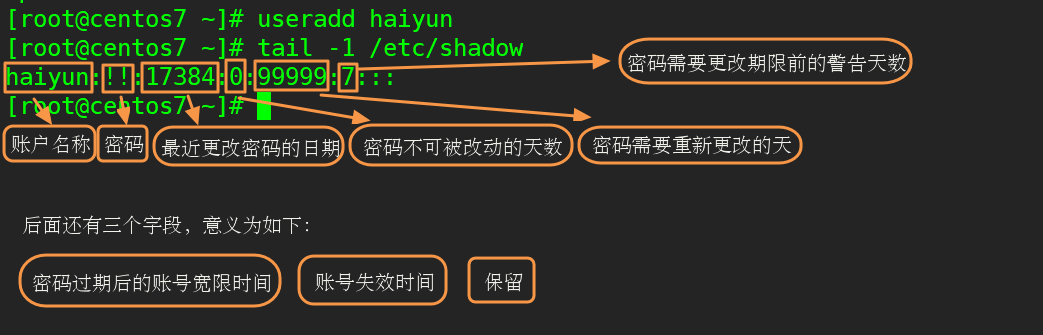 [root@centos7 ~]# useradd haiyun
[root@centos7 ~]# tail -1 /etc/shadow
密码需要更改期限前的警告天数
haiyun:!!:17384:0:99999:7:::
[root@centos7 ~]#
账户名称 密码 最近更改密码的日期 密码不可被改动的天数 密码需要重新更改的天
后面还有三个字段，意义为如下：
密码过期后的账号宽限时间 账号失效时间 保留